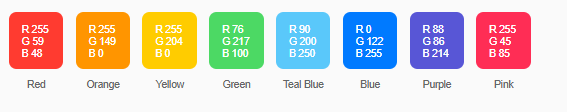 R 255
G 59
B 48
R 255
G 149
B 0
R 255
G 204
B 0
R 76
G 217
B 100
R 90
G 200
B 250
R 0
G 122
B 255
R 88
G 86
B 214
R 255
G 45
B 85
Red
Orange
Yellow
Green
Teal Blue
Blue
Purple
Pink